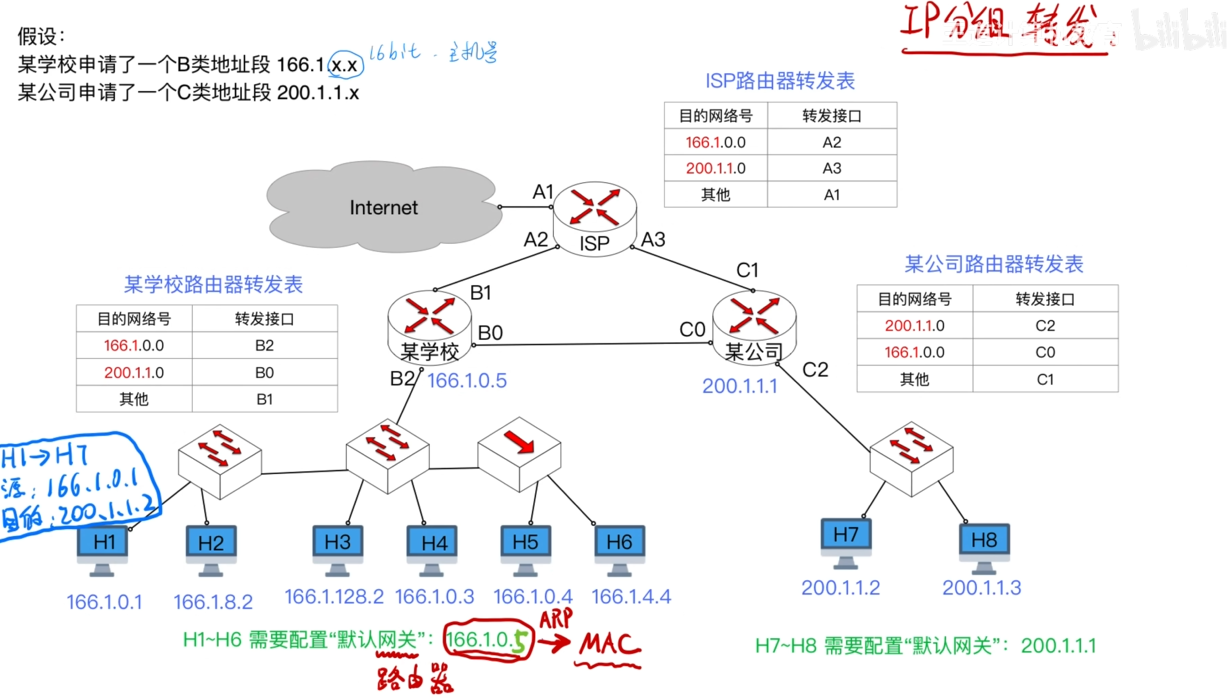 IP分组 转发
bilibili
假设：
某学校申请了一个B类地址段 166.1.x.x 16bit. 主机号
某公司申请了一个C类地址段 200.1.1.x
ISP路由器转发表
目的网络号 转发接口
166.1.0.0 A2
200.1.1.0 A3
其他 A1
Internet
A1
ISP
A2 A3
某学校路由器转发表
目的网络号 转发接口
166.1.0.0 B2
200.1.1.0 B0
其他 B1
某公司路由器转发表
目的网络号 转发接口
200.1.1.0 C2
166.1.0.0 C0
其他 C1
B1 C1
B0 C0
某学校 某公司
B2 166.1.0.5
200.1.1.1 C2
H1→H7
源：166.1.0.1
目的：200.1.1.2
H1 H2 H3 H4 H5 H6 H7 H8
166.1.0.1 166.1.8.2 166.1.128.2 166.1.0.3 166.1.0.4 166.1.4.4 200.1.1.2 200.1.1.3
H1~H6 需要配置“默认网关”：166.1.0.5 ARP → MAC
路由器
H7~H8 需要配置“默认网关”：200.1.1.1